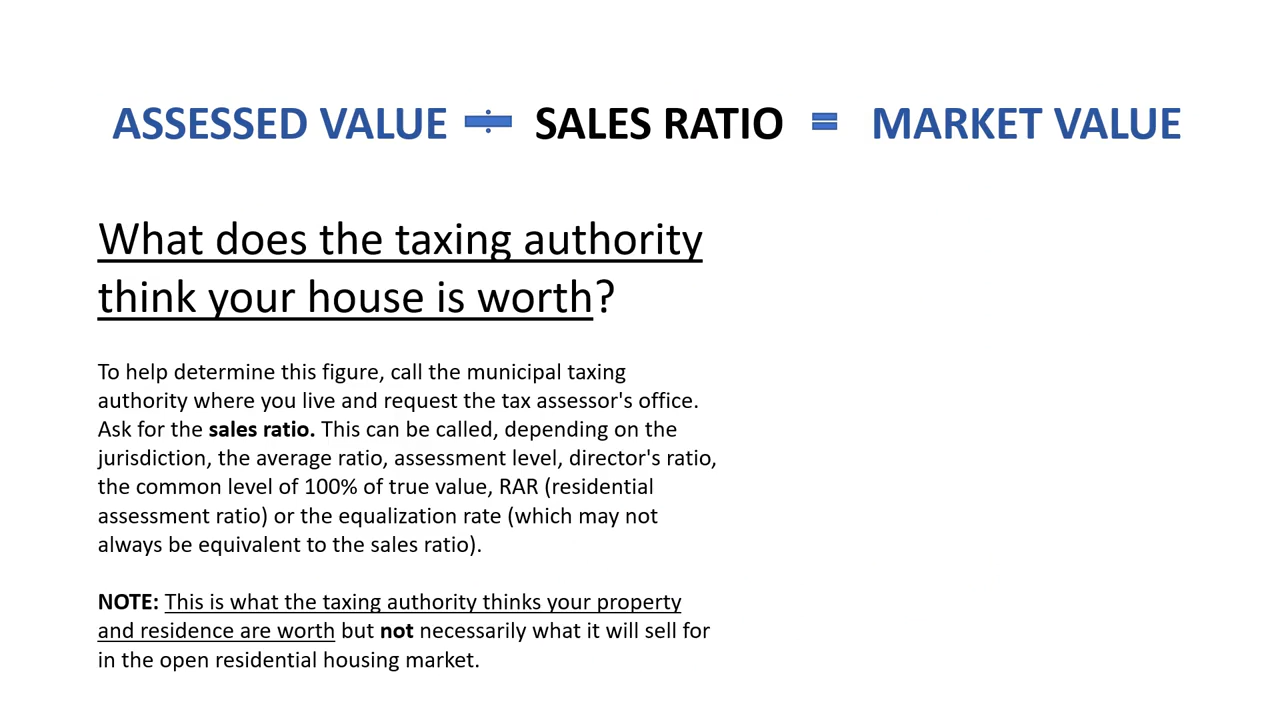 ASSESSED VALUE ÷ SALES RATIO = MARKET VALUE
What does the taxing authority
think your house is worth?
To help determine this figure, call the municipal taxing
authority where you live and request the tax assessor's office.
Ask for the sales ratio. This can be called, depending on the
jurisdiction, the average ratio, assessment level, director's ratio,
the common level of 100% of true value, RAR (residential
assessment ratio) or the equalization rate (which may not
always be equivalent to the sales ratio).
NOTE: This is what the taxing authority thinks your property
and residence are worth but not necessarily what it will sell for
in the open residential housing market.